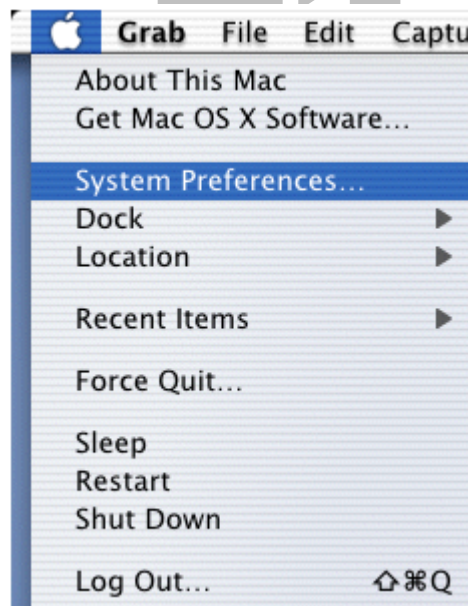 Grab File Edit Captu
About This Mac
Get Mac OS X Software...
System Preferences...
Dock
Location
Recent Items
Force Quit...
Sleep
Restart
Shut Down
Log Out... ⇧⌘Q